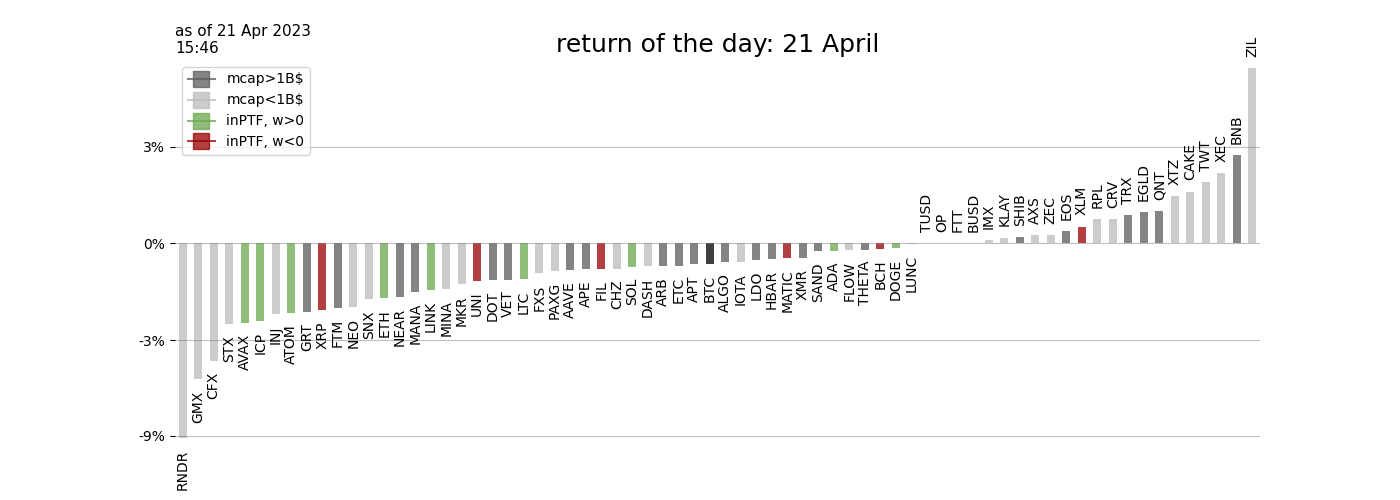 as of 21 Apr 2023
15:46
return of the day: 21 April
mcap>1B$
mcap<1B$
inPTF, w>0
inPTF, w<0
3%
0%
-3%
-9%
RNDR
GMX
CFX
STX
AVAX
ICP
INJ
ATOM
GRT
XRP
FTM
NEO
SNX
ETH
NEAR
MANA
LINK
MINA
MKR
UNI
DOT
VET
LTC
FXS
PAXG
AAVE
APE
FIL
CHZ
SOL
DASH
ARB
ETC
APT
BTC
ALGO
IOTA
LDO
HBAR
MATIC
XMR
SAND
ADA
FLOW
THETA
BCH
DOGE
LUNC
TUSD
OP
FTT
BUSD
IMX
KLAY
SHIB
AXS
ZEC
EOS
XLM
RPL
CRV
TRX
EGLD
QNT
XTZ
CAKE
TWT
XEC
BNB
ZIL